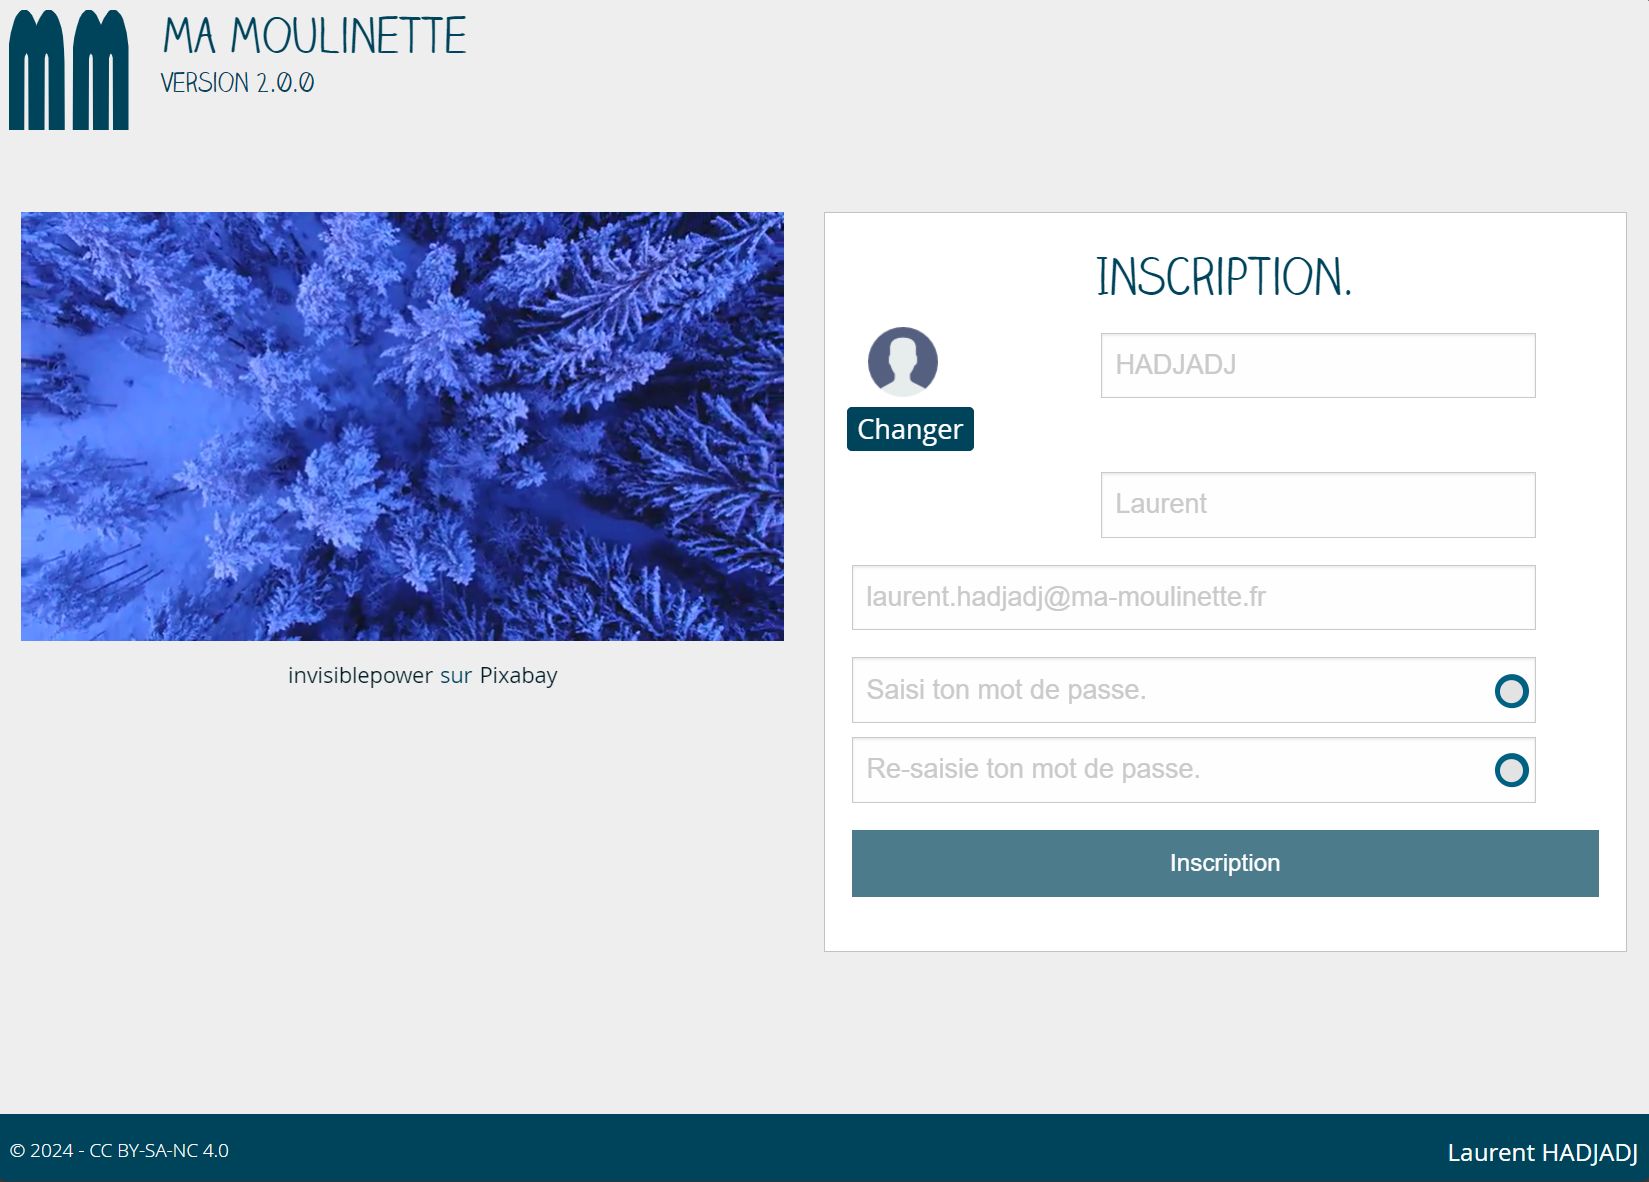 MA MOULINETTE
VERSION 2.0.0
invisiblepower sur Pixabay
INSCRIPTION.
HADJADJ
Changer
Laurent
laurent.hadjadj@ma-moulinette.fr
Saisi ton mot de passe.
Re-saisie ton mot de passe.
Inscription
© 2024 - CC BY-SA-NC 4.0
Laurent HADJADJ